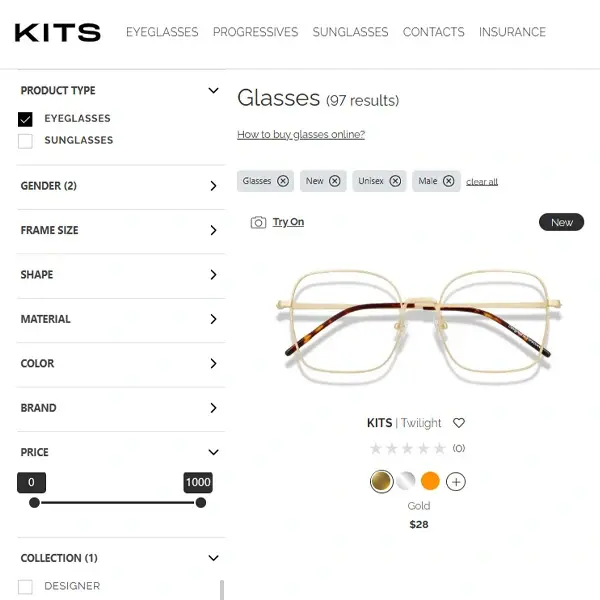 KITS
EYEGLASSES PROGRESSIVES SUNGLASSES CONTACTS INSURANCE
PRODUCT TYPE
EYEGLASSES
SUNGLASSES
GENDER (2)
FRAME SIZE
SHAPE
MATERIAL
COLOR
BRAND
PRICE
0 1000
COLLECTION (1)
DESIGNER
Glasses (97 results)
How to buy glasses online?
Glasses New Unisex Male clear all
Try On New
KITS | Twilight
(0)
Gold
$28